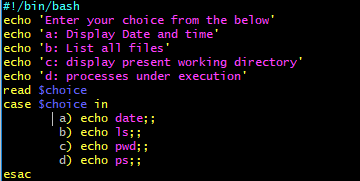 #!/bin/bash
echo 'Enter your choice from the below'
echo 'a: Display Date and time'
echo 'b: List all files'
echo 'c: display present working directory'
echo 'd: processes under execution'
read $choice
case $choice in
a) echo date;;
b) echo ls;;
c) echo pwd;;
d) echo ps;;
esac